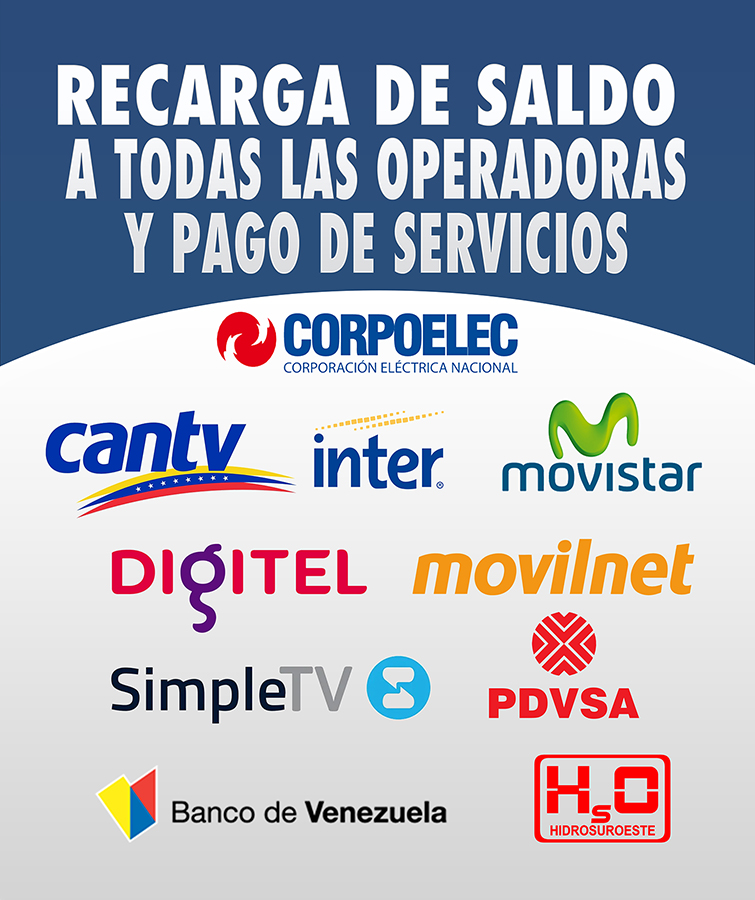 RECARGA DE SALDO
A TODAS LAS OPERADORAS
Y PAGO DE SERVICIOS
CORPOELEC
CORPORACIÓN ELÉCTRICA NACIONAL
cantv
inter®
movistar
DIGITEL
movilnet
SimpleTV
PDVSA
Banco de Venezuela
HsO
HIDROSUROESTE